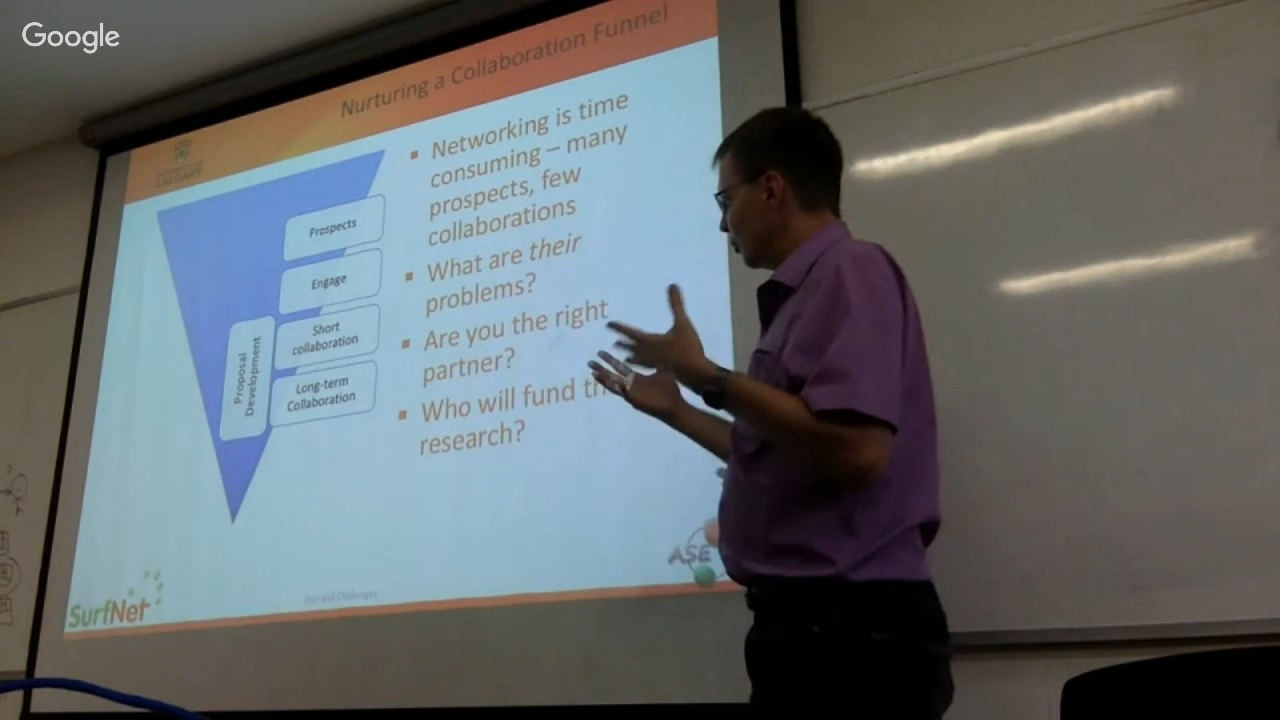 Google
Nurturing a Collaboration Funnel
CALGARY
Prospects
Engage
Short
collaboration
Long-term
Collaboration
Proposal
Development
Networking is time
consuming – many
prospects, few
collaborations
What are their
problems?
Are you the right
partner?
Who will fund
research?
ASE
SurfNet